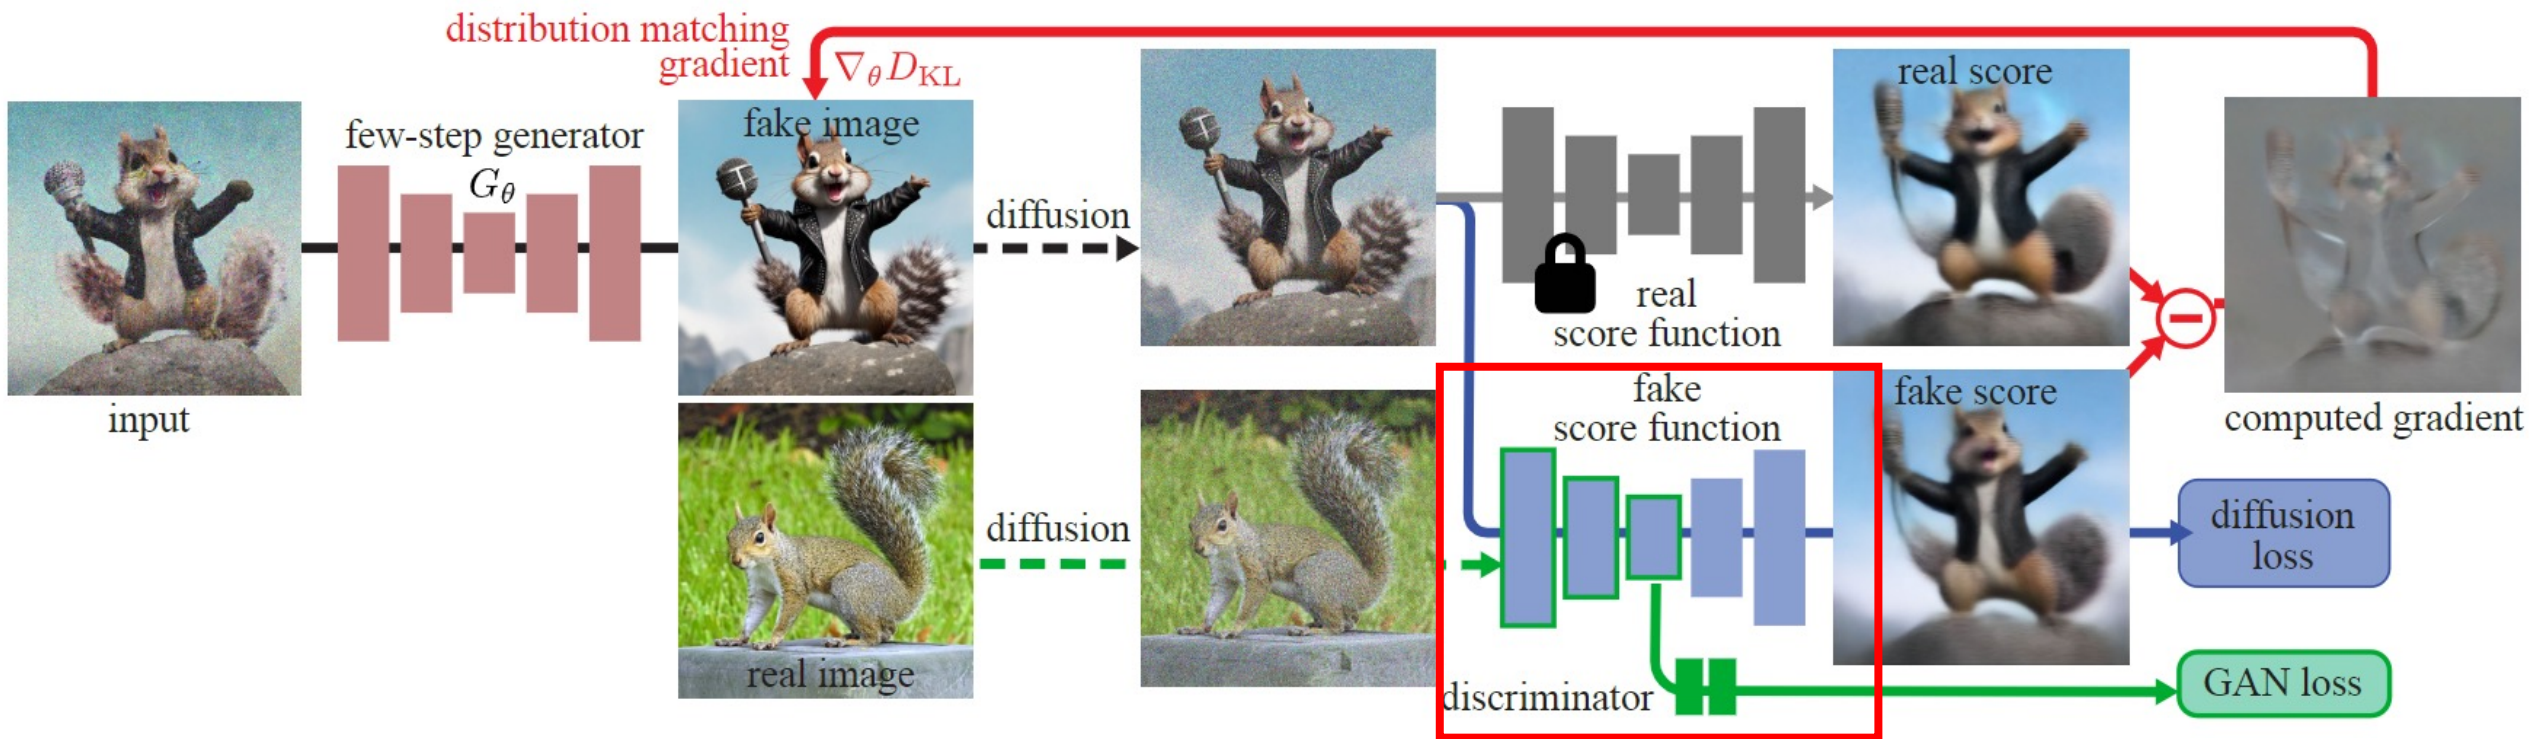 distribution matching
gradient
∇θ DKL
input
few-step generator
Gθ
fake image
diffusion
real
score function
real score
computed gradient
real image
diffusion
fake
score function
fake score
discriminator
diffusion
loss
GAN loss